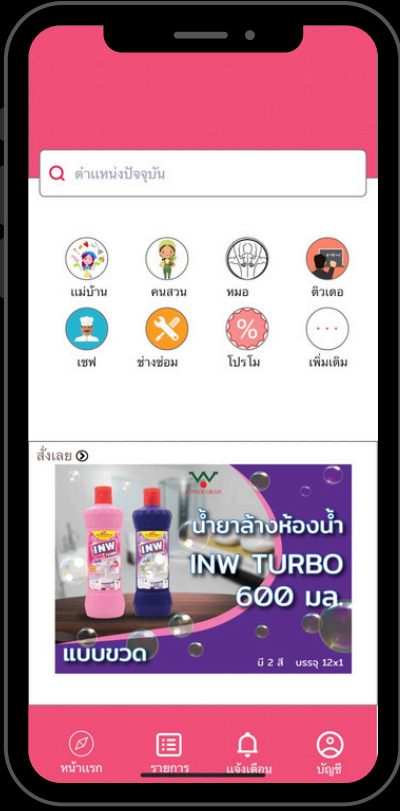 ตำแหน่งปัจจุบัน
แม่บ้าน
คนสวน
หมอ
ติวเตอ
เชฟ
ช่างซ่อม
โปรโม
เพิ่มเติม
สั่งเลย
น้ำยาล้างห้องน้ำ
INW TURBO
600 มล.
INW
INW
แบบขวด
มี 2 สี บรรจุ 12x1
หน้าแรก
รายการ
แจ้งเตือน
บัญชี